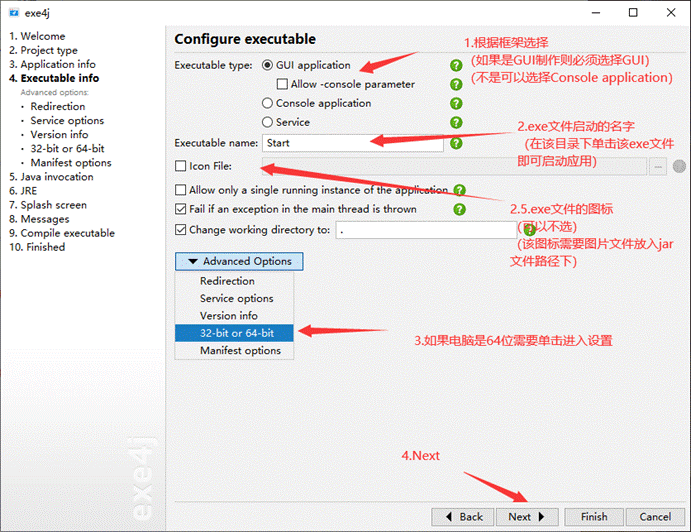 exe4j
1. Welcome
2. Project type
3. Application info
4. Executable info
Advanced options:
• Redirection
• Service options
• Version info
• 32-bit or 64-bit
• Manifest options
5. Java invocation
6. JRE
7. Splash screen
8. Messages
9. Compile executable
10. Finished
exe4j
Configure executable
Executable type:
GUI application
Allow -console parameter
Console application
Service
Executable name:
Start
Icon File:
...
Allow only a single running instance of the application
Fail if an exception in the main thread is thrown
Change working directory to:
.
Advanced Options
Redirection
Service options
Version info
32-bit or 64-bit
Manifest options
1.根据框架选择
(如果是GUI制作则必须选择GUI)
(不是可以选择Console application)
2.exe文件启动的名字
(在该目录下单击该exe文件
即可启动应用)
2.5.exe文件的图标
(可以不选)
(该图标需要图片文件放入jar
文件路径下)
3.如果电脑是64位需要单击进入设置
4.Next
Back
Next
Finish
Cancel